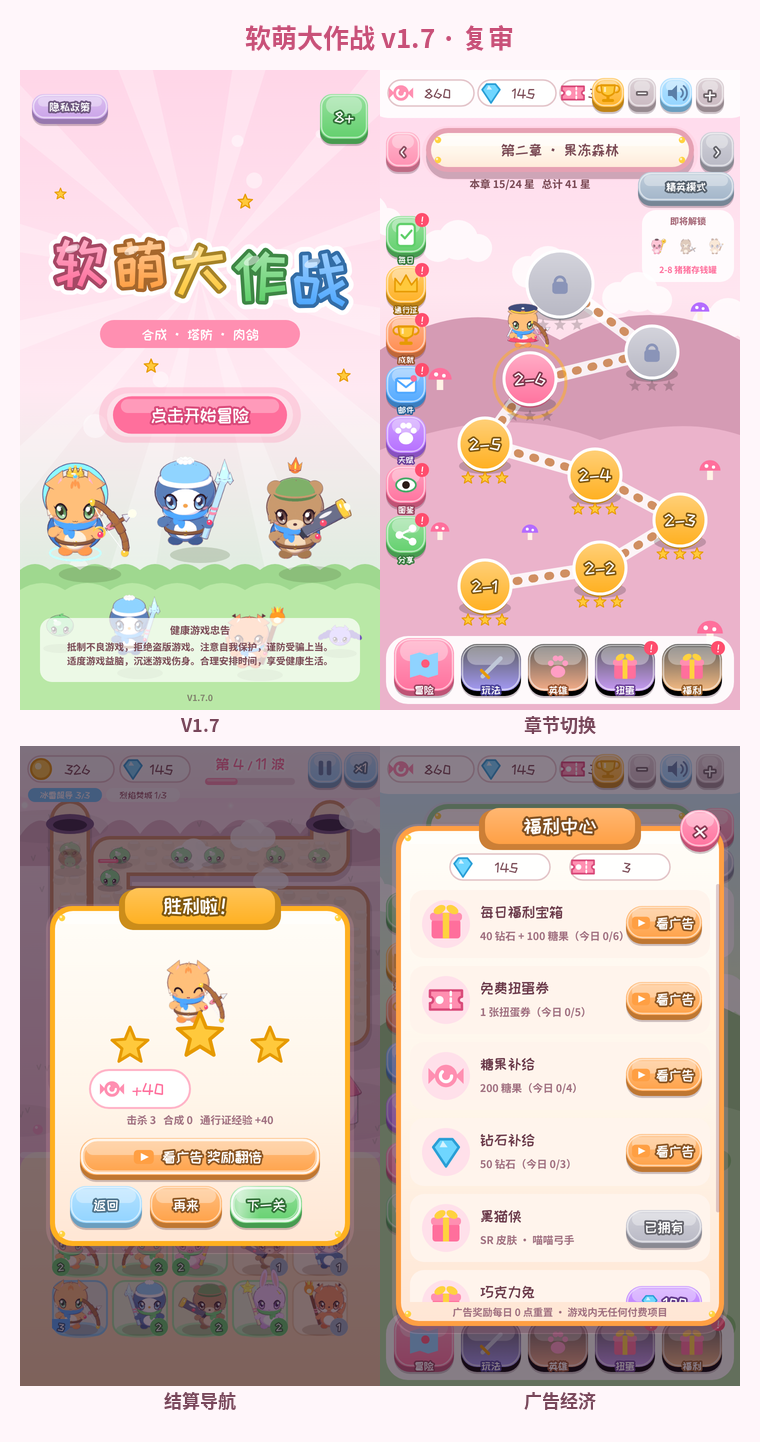 软萌大作战 v1.7 · 复审
隐私政策
8+
软萌大作战
合成 · 塔防 · 肉鸽
点击开始冒险
健康游戏忠告
抵制不良游戏，拒绝盗版游戏。注意自我保护，谨防受骗上当。
适度游戏益脑，沉迷游戏伤身。合理安排时间，享受健康生活。
V1.7.0
V1.7
860
145
第二章 · 果冻森林
本章 15/24 星 总计 41 星
精英模式
即将解锁
2-8 猪猪存钱罐
每日
通行证
成就
邮件
天赋
图鉴
分享
2-6
2-5
2-4
2-3
2-2
2-1
冒险
玩法
英雄
扭蛋
福利
章节切换
326
145
第 4/11 波
x1
冰霜领导 3/3
烈焰焚城 1/3
胜利啦!
+40
击杀 3 合成 0 通行证经验 +40
看广告 奖励翻倍
返回
再来
下一关
2
2
2
1
1
3
2
2
2
1
结算导航
860
145
福利中心
145
3
每日福利宝箱
40 钻石 + 100 糖果（今日 0/6）
看广告
免费扭蛋券
1 张扭蛋券（今日 0/5）
看广告
糖果补给
200 糖果（今日 0/4）
看广告
钻石补给
50 钻石（今日 0/3）
看广告
黑猫侠
SR 皮肤 · 喵喵弓手
已拥有
巧克力兔
广告奖励每日 0 点重置 · 游戏内无任何付费项目
冒险
玩法
英雄
扭蛋
福利
广告经济